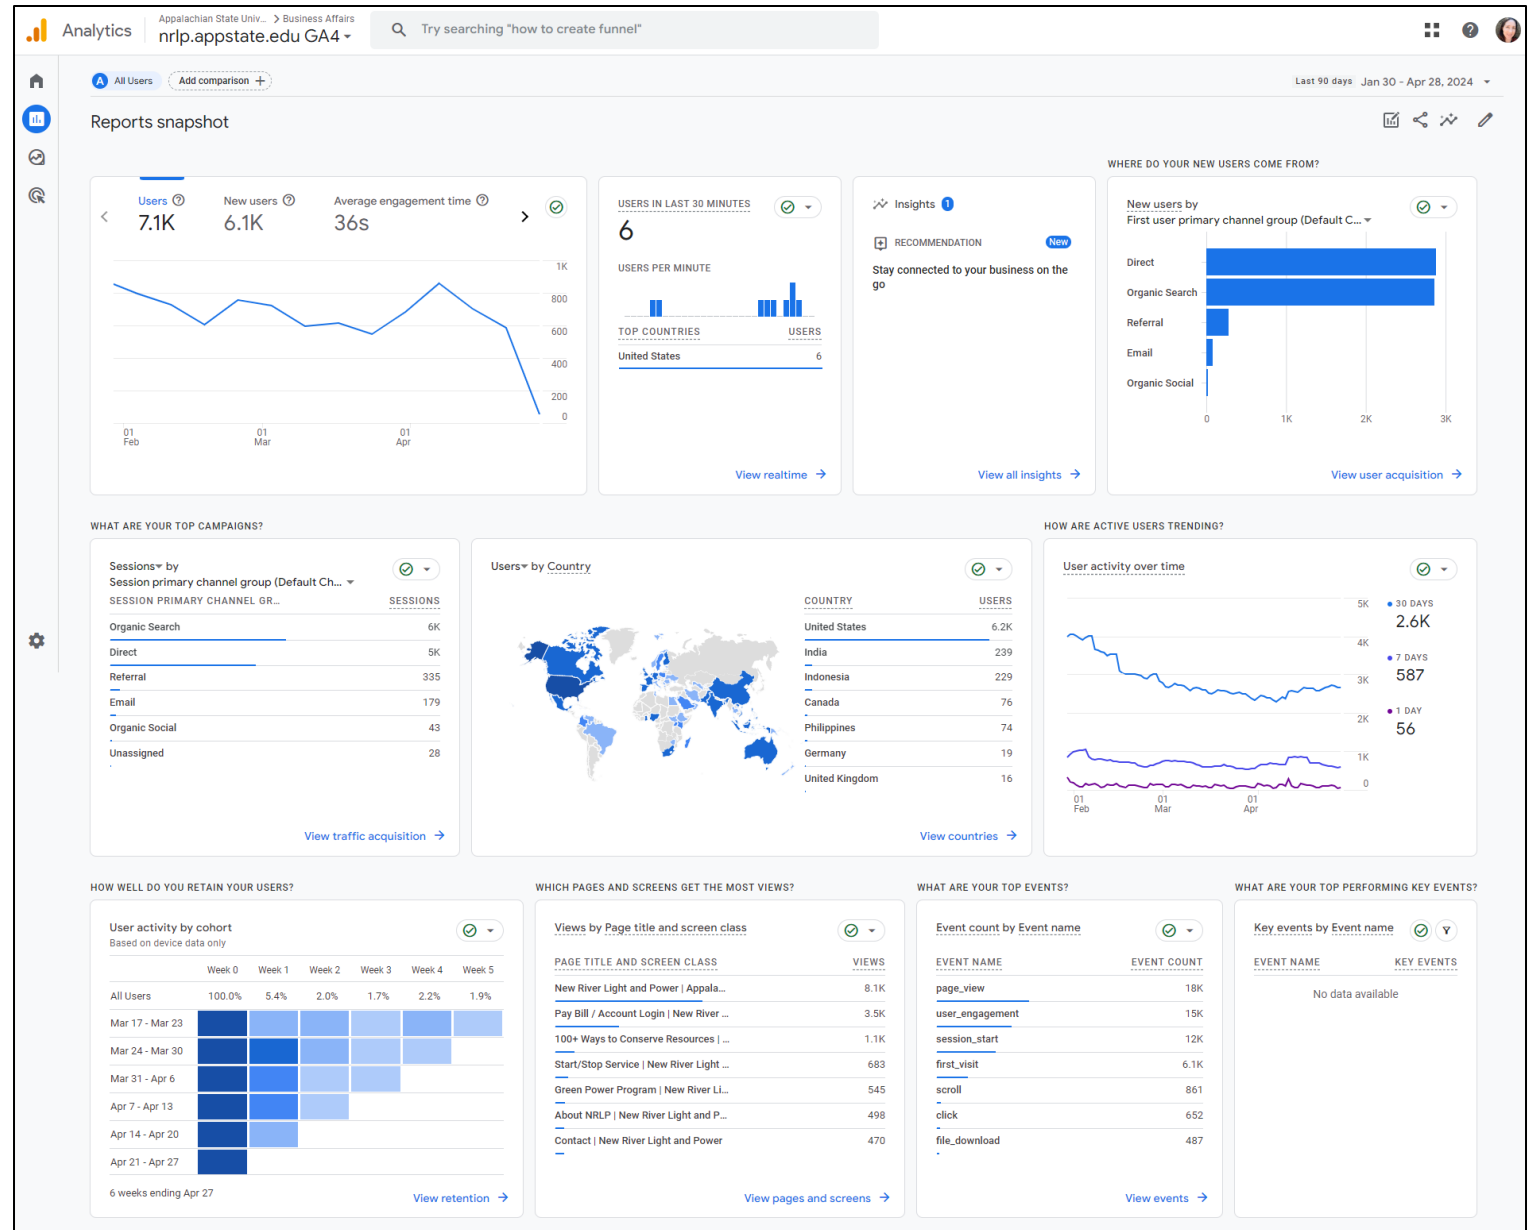 Analytics
Appalachian State Univ... > Business Affairs
nrlp.appstate.edu GA4
Try searching "how to create funnel"
A All Users
Add comparison +
Last 90 days Jan 30 - Apr 28, 2024
Reports snapshot
Users
7.1K
New users
6.1K
Average engagement time
36s
1K
800
600
400
200
0
01 Feb
01 Mar
01 Apr
USERS IN LAST 30 MINUTES
6
USERS PER MINUTE
TOP COUNTRIES USERS
United States 6
View realtime
Insights 1
RECOMMENDATION New
Stay connected to your business on the
go
View all insights
WHERE DO YOUR NEW USERS COME FROM?
New users by
First user primary channel group (Default C...
Direct
Organic Search
Referral
Email
Organic Social
0 1K 2K 3K
View user acquisition
WHAT ARE YOUR TOP CAMPAIGNS?
Sessions by
Session primary channel group (Default Ch...
SESSION PRIMARY CHANNEL GR... SESSIONS
Organic Search 6K
Direct 5K
Referral 335
Email 179
Organic Social 43
Unassigned 28
View traffic acquisition
Users by Country
COUNTRY USERS
United States 6.2K
India 239
Indonesia 229
Canada 76
Philippines 74
Germany 19
United Kingdom 16
View countries
HOW ARE ACTIVE USERS TRENDING?
User activity over time
5K
4K
3K
2K
1K
0
01 Feb
01 Mar
01 Apr
30 DAYS
2.6K
7 DAYS
587
1 DAY
56
HOW WELL DO YOU RETAIN YOUR USERS?
User activity by cohort
Based on device data only
Week 0 Week 1 Week 2 Week 3 Week 4 Week 5
All Users 100.0% 5.4% 2.0% 1.7% 2.2% 1.9%
Mar 17 - Mar 23
Mar 24 - Mar 30
Mar 31 - Apr 6
Apr 7 - Apr 13
Apr 14 - Apr 20
Apr 21 - Apr 27
6 weeks ending Apr 27
View retention
WHICH PAGES AND SCREENS GET THE MOST VIEWS?
Views by Page title and screen class
PAGE TITLE AND SCREEN CLASS VIEWS
New River Light and Power | Appala... 8.1K
Pay Bill / Account Login | New River ... 3.5K
100+ Ways to Conserve Resources | ... 1.1K
Start/Stop Service | New River Light ... 683
Green Power Program | New River Li... 545
About NRLP | New River Light and P... 498
Contact | New River Light and Power 470
View pages and screens
WHAT ARE YOUR TOP EVENTS?
Event count by Event name
EVENT NAME EVENT COUNT
page_view 18K
user_engagement 15K
session_start 12K
first_visit 6.1K
scroll 861
click 652
file_download 487
View events
WHAT ARE YOUR TOP PERFORMING KEY EVENTS?
Key events by Event name
EVENT NAME KEY EVENTS
No data available